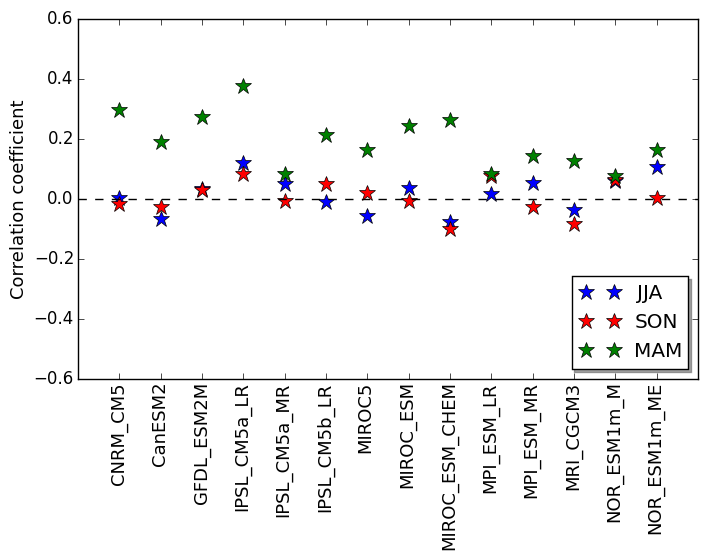 Correlation coefficient
0.6
0.4
0.2
0.0
−0.2
−0.4
−0.6
JJA
SON
MAM
CNRM_CM5
CanESM2
GFDL_ESM2M
IPSL_CM5a_LR
IPSL_CM5a_MR
IPSL_CM5b_LR
MIROC5
MIROC_ESM
MIROC_ESM_CHEM
MPI_ESM_LR
MPI_ESM_MR
MRI_CGCM3
NOR_ESM1m_M
NOR_ESM1m_ME